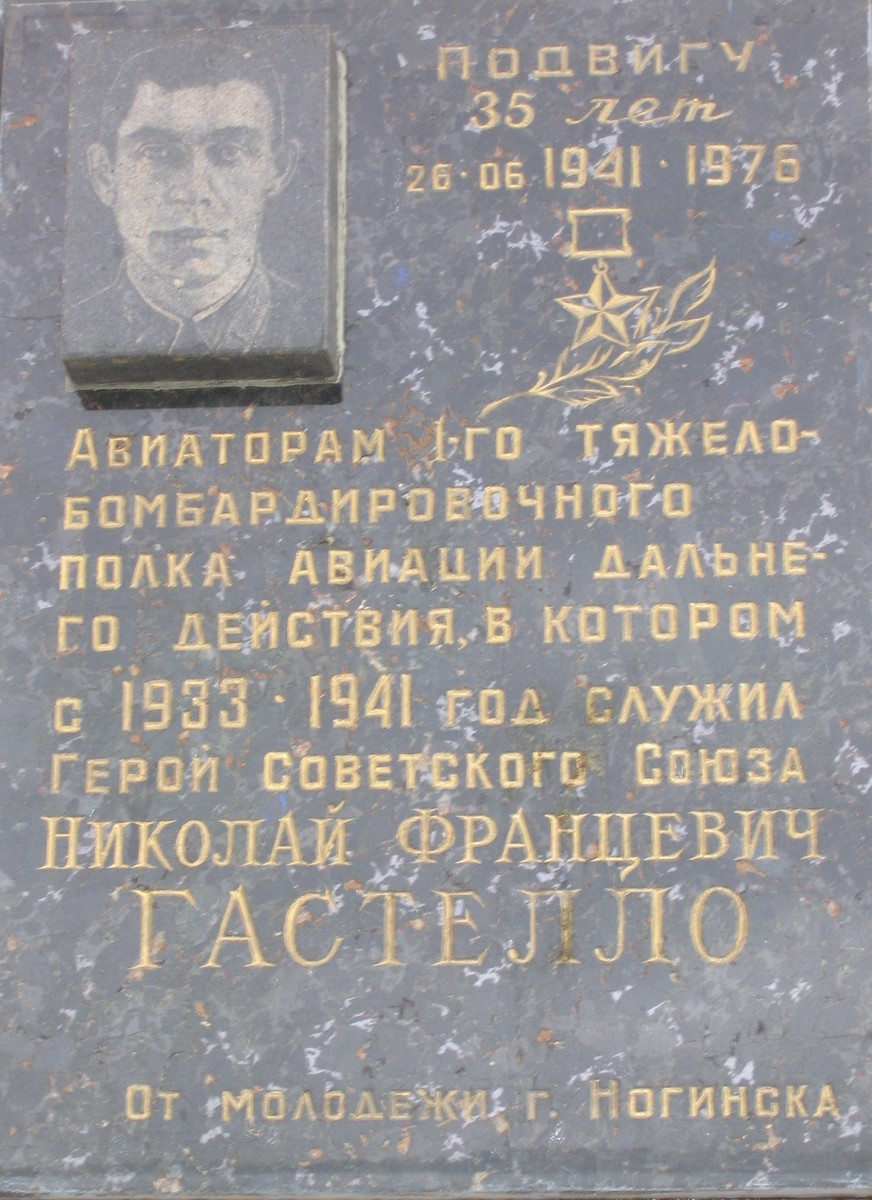 ПОДВИГУ
35 лет
26·06 1941 · 1976
АВИАТОРАМ 1-ГО ТЯЖЕЛО-
БОМБАРДИРОВОЧНОГО
ПОЛКА АВИАЦИИ ДАЛЬНЕ-
ГО ДЕЙСТВИЯ, В КОТОРОМ
С 1933 · 1941 ГОД СЛУЖИЛ
ГЕРОЙ СОВЕТСКОГО СОЮЗА
НИКОЛАЙ ФРАНЦЕВИЧ
ГАСТЕЛЛО
ОТ МОЛОДЕЖИ Г. НОГИНСКА